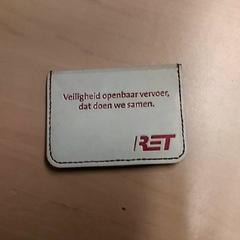 Veiligheid openbaar vervoer,
dat doen we samen.
RET